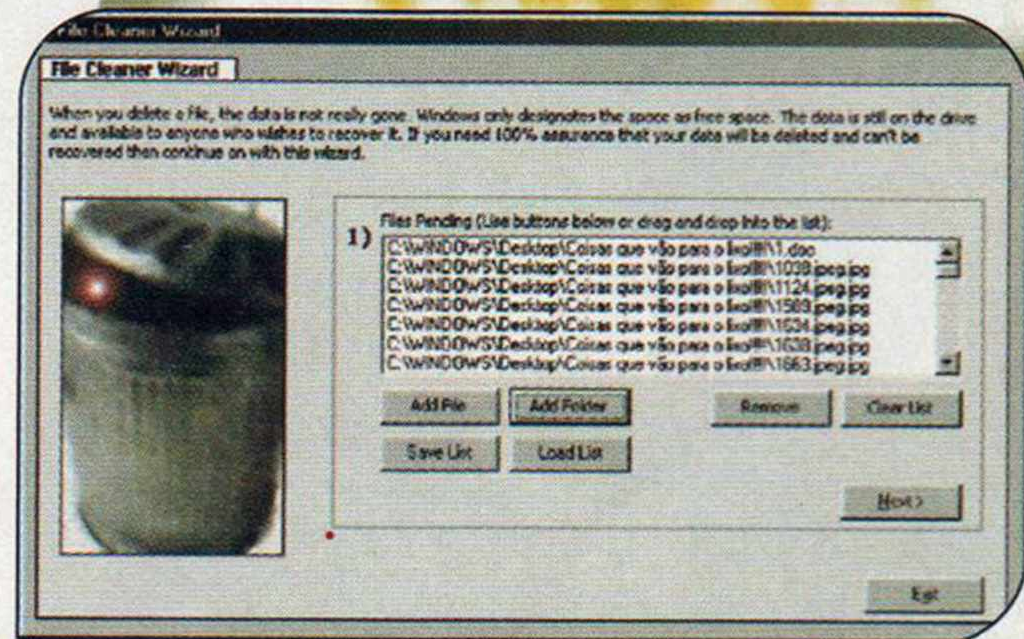 File Cleaner Wizard
File Cleaner Wizard
When you delete a file, the data is not really gone. Windows only designates the space as free space. The data is still on the drive
and available to anyone who wishes to recover it. If you need 100% assurance that your data will be deleted and can't be
recovered then continue on with this wizard.
1)
Files Pending (Use buttons below or drag and drop into the list):
C:\WINDOWS\Desktop\Coisas que vão para o lixo!!!!\1.doc
C:\WINDOWS\Desktop\Coisas que vão para o lixo!!!!\1038.jpeg.jpg
C:\WINDOWS\Desktop\Coisas que vão para o lixo!!!!\1124.jpeg.jpg
C:\WINDOWS\Desktop\Coisas que vão para o lixo!!!!\1589.jpeg.jpg
C:\WINDOWS\Desktop\Coisas que vão para o lixo!!!!\1634.jpeg.jpg
C:\WINDOWS\Desktop\Coisas que vão para o lixo!!!!\1638.jpeg.jpg
C:\WINDOWS\Desktop\Coisas que vão para o lixo!!!!\1663.jpeg.jpg
Add File Add Folder Remove Clear List
Save List Load List
Next >
Exit